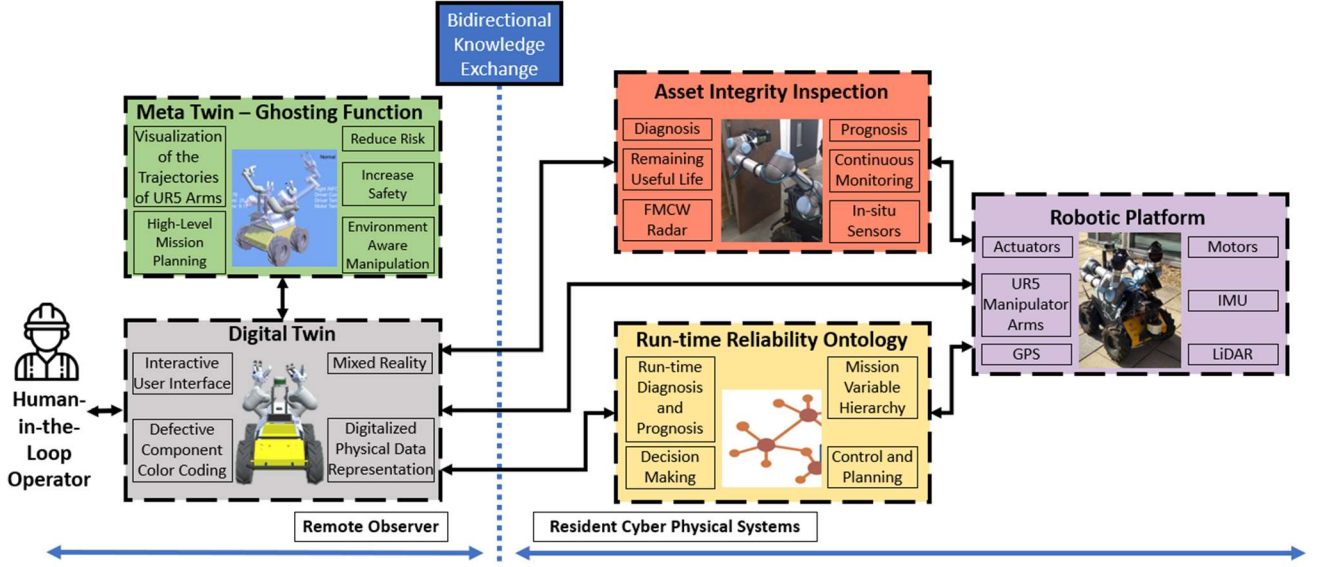 Bidirectional
Knowledge
Exchange
Meta Twin – Ghosting Function
Visualization
of the
Trajectories
of UR5 Arms
High-Level
Mission
Planning
Reduce Risk
Increase
Safety
Environment
Aware
Manipulation
Asset Integrity Inspection
Diagnosis
Remaining
Useful Life
FMCW
Radar
Prognosis
Continuous
Monitoring
In-situ
Sensors
Robotic Platform
Actuators
UR5
Manipulator
Arms
GPS
Motors
IMU
LiDAR
Human-
in-the-
Loop
Operator
Digital Twin
Interactive
User Interface
Defective
Component
Color Coding
Mixed Reality
Digitalized
Physical Data
Representation
Run-time Reliability Ontology
Run-time
Diagnosis
and
Prognosis
Decision
Making
Mission
Variable
Hierarchy
Control and
Planning
Remote Observer
Resident Cyber Physical Systems